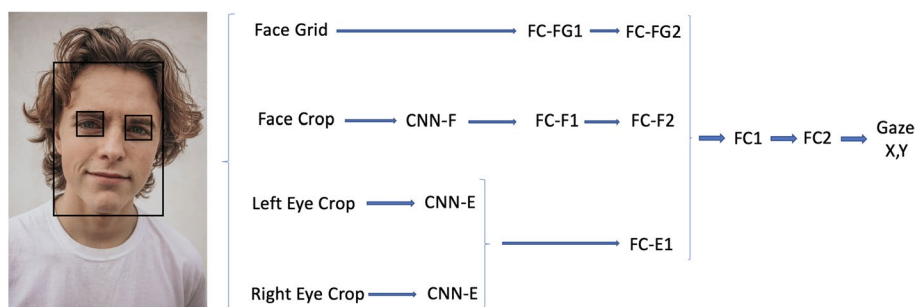 Face Grid
FC-FG1
FC-FG2
Face Crop
CNN-F
FC-F1
FC-F2
FC1
FC2
Gaze
X,Y
Left Eye Crop
CNN-E
FC-E1
Right Eye Crop
CNN-E